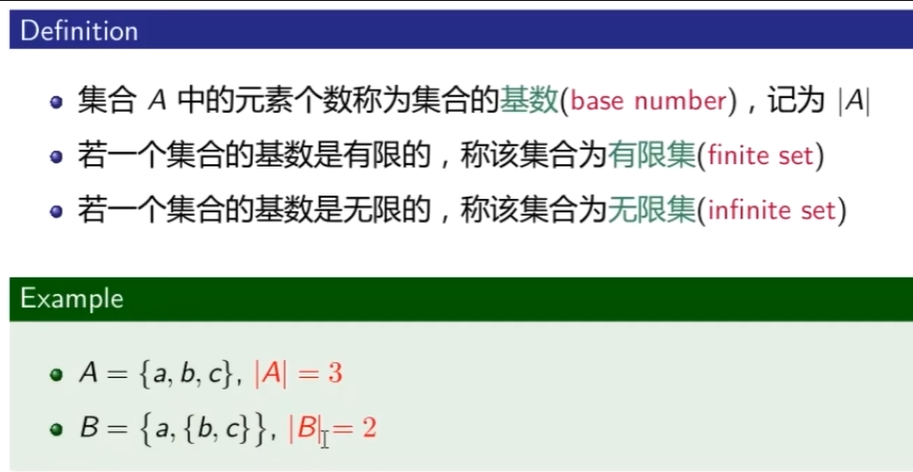 Definition
集合 A 中的元素个数称为集合的基数(base number)，记为 |A|
若一个集合的基数是有限的，称该集合为有限集(finite set)
若一个集合的基数是无限的，称该集合为无限集(infinite set)
Example
A = {a, b, c}, |A| = 3
B = {a, {b, c}}, |B| = 2